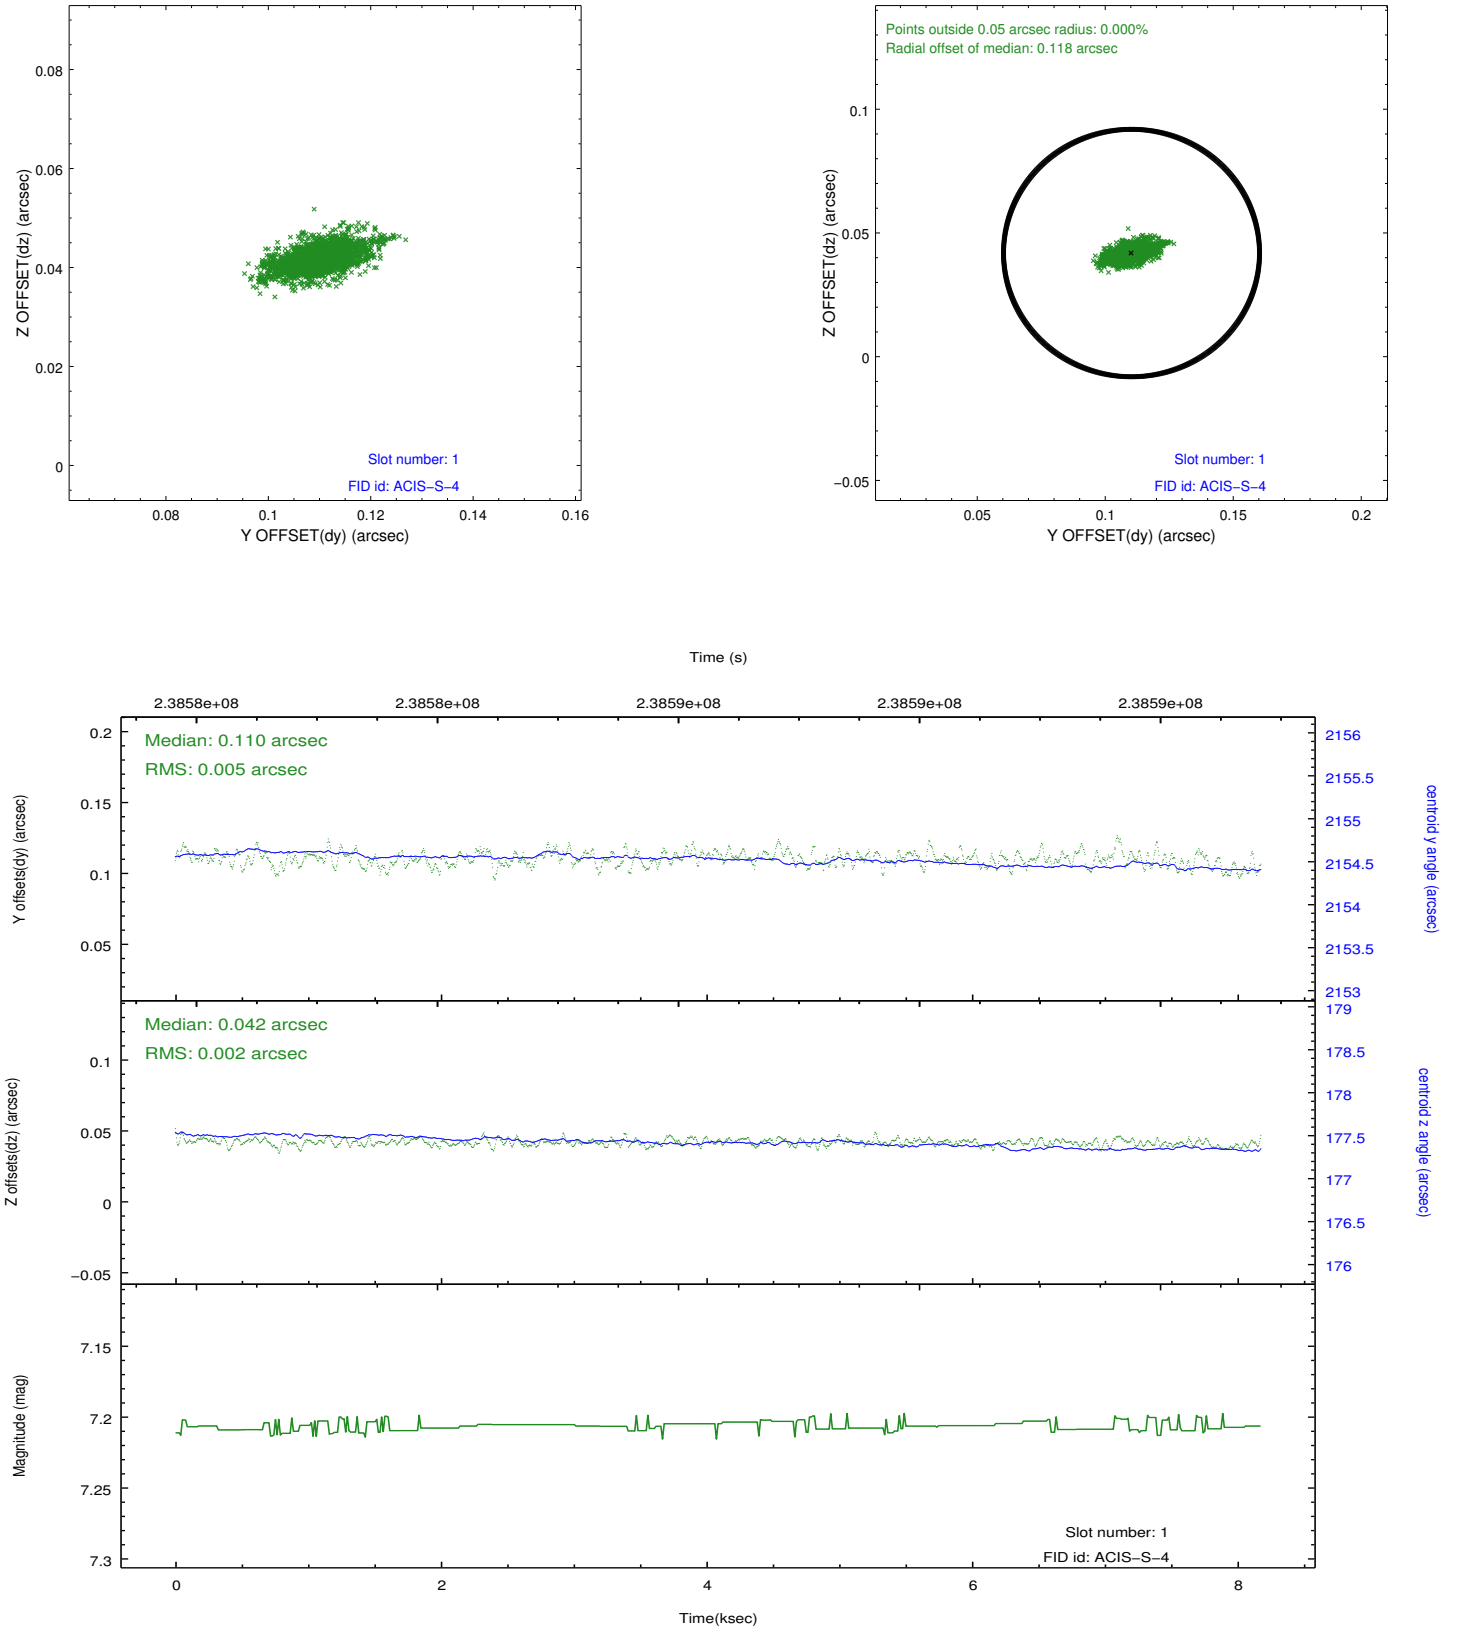 0.08
0.06
0.04
0.02
0
Z OFFSET(dz) (arcsec)
Slot number: 1
FID id: ACIS−S−4
0.08 0.1 0.12 0.14 0.16
Y OFFSET(dy) (arcsec)
Points outside 0.05 arcsec radius: 0.000%
Radial offset of median: 0.118 arcsec
0.1
0.05
0
−0.05
Z OFFSET(dz) (arcsec)
Slot number: 1
FID id: ACIS−S−4
0.05 0.1 0.15 0.2
Y OFFSET(dy) (arcsec)
Time (s)
2.3858e+08 2.3858e+08 2.3859e+08 2.3859e+08 2.3859e+08
Median: 0.110 arcsec
RMS: 0.005 arcsec
0.2
0.15
0.1
0.05
Y offsets(dy) (arcsec)
2156
2155.5
2155
2154.5
2154
2153.5
2153
centroid y angle (arcsec)
Median: 0.042 arcsec
RMS: 0.002 arcsec
0.1
0.05
0
−0.05
Z offsets(dz) (arcsec)
179
178.5
178
177.5
177
176.5
176
centroid z angle (arcsec)
7.15
7.2
7.25
7.3
Magnitude (mag)
Slot number: 1
FID id: ACIS−S−4
0 2 4 6 8
Time(ksec)